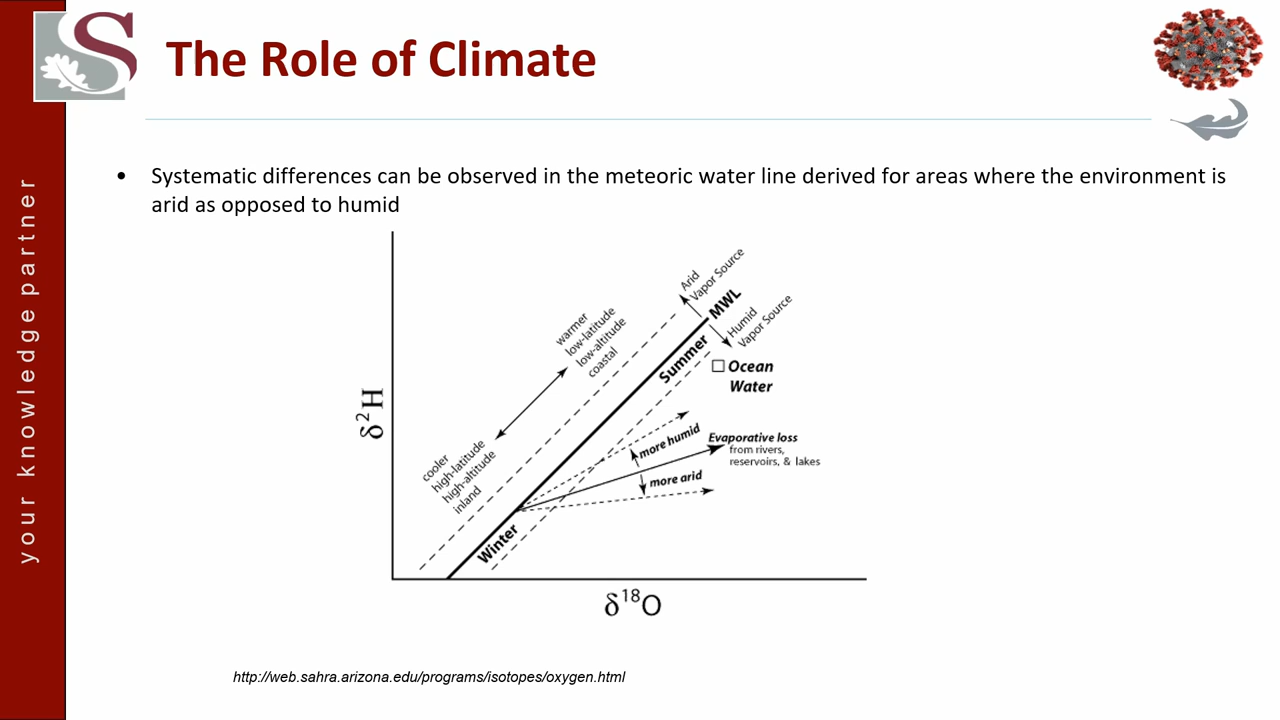 S
The Role of Climate
your knowledge partner
• Systematic differences can be observed in the meteoric water line derived for areas where the environment is
arid as opposed to humid
Arid
Vapor Source
MWL
Humid
Vapor Source
warmer
low-latitude
low-altitude
coastal
Summer
Ocean
Water
δ²H
cooler
high-latitude
high-altitude
inland
more humid
Evaporative loss
from rivers,
reservoirs, & lakes
more arid
Winter
δ¹⁸O
http://web.sahra.arizona.edu/programs/isotopes/oxygen.html